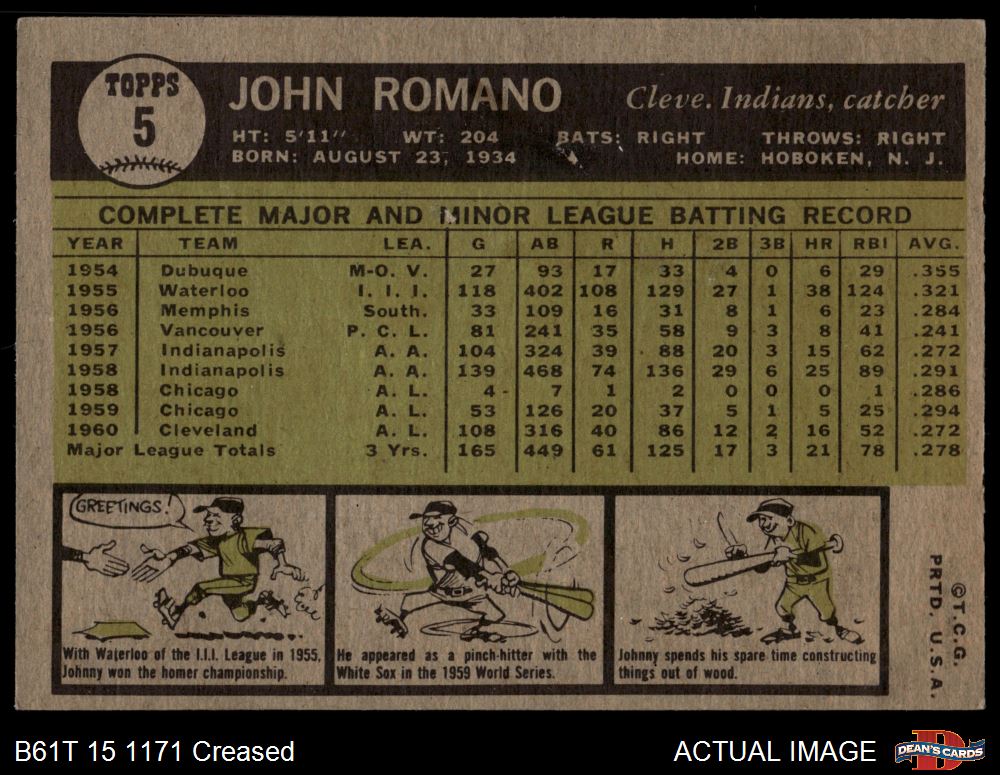 TOPPS
5
JOHN ROMANO Cleve. Indians, catcher
HT: 5'11" WT: 204 BATS: RIGHT THROWS: RIGHT
BORN: AUGUST 23, 1934 HOME: HOBOKEN, N. J.
COMPLETE MAJOR AND MINOR LEAGUE BATTING RECORD
YEAR TEAM LEA. G AB R H 2B 3B HR RBI AVG.
1954 Dubuque M-O. V. 27 93 17 33 4 0 6 29 .355
1955 Waterloo I. I. I. 118 402 108 129 27 1 38 124 .321
1956 Memphis South. 33 109 16 31 8 1 6 23 .284
1956 Vancouver P. C. L. 81 241 35 58 9 3 8 41 .241
1957 Indianapolis A. A. 104 324 39 88 20 3 15 62 .272
1958 Indianapolis A. A. 139 468 74 136 29 6 25 89 .291
1958 Chicago A. L. 4 7 1 2 0 0 0 1 .286
1959 Chicago A. L. 53 126 20 37 5 1 5 25 .294
1960 Cleveland A. L. 108 316 40 86 12 2 16 52 .272
Major League Totals 3 Yrs. 165 449 61 125 17 3 21 78 .278
GREETINGS!
With Waterloo of the I.I.I. League in 1955,
Johnny won the homer championship.
He appeared as a pinch-hitter with the
White Sox in the 1959 World Series.
Johnny spends his spare time constructing
things out of wood.
©T.C.G.
PRTD. U.S.A.
B61T 15 1171 Creased
ACTUAL IMAGE
DEAN'S CARDS